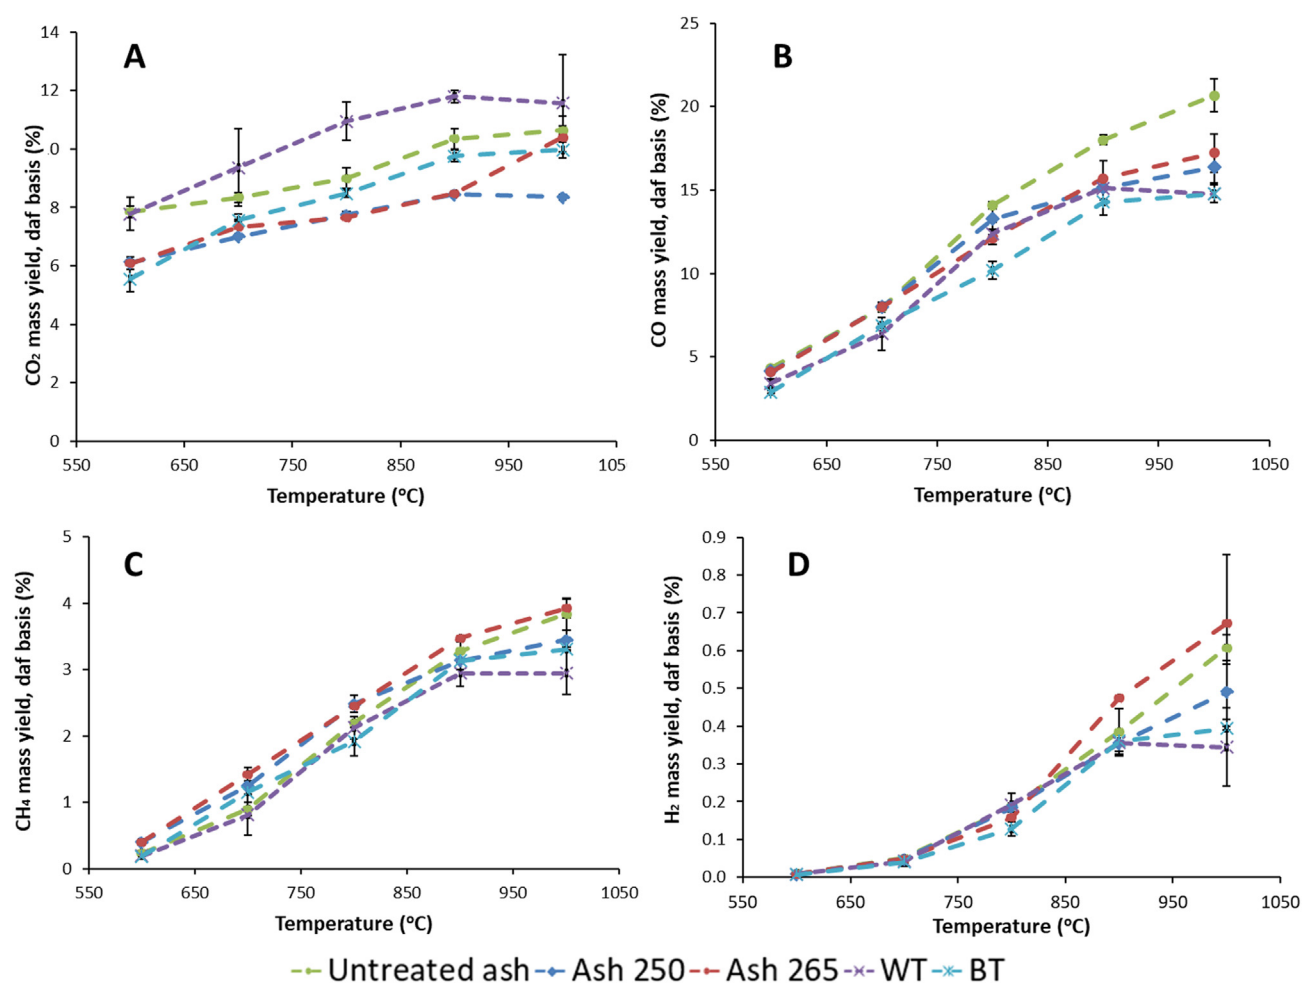 A
CO₂ mass yield, daf basis (%)
14
12
0
8
6
4
2
0
550 650 750 850 950 105
Temperature (°C)
B
CO mass yield, daf basis (%)
25
20
15
10
5
0
550 650 750 850 950 1050
Temperature (°C)
C
CH₄ mass yield, daf basis (%)
5
4
3
2
1
0
550 650 750 850 950 1050
Temperature (°C)
D
H₂ mass yield, daf basis (%)
0.9
0.8
0.7
0.6
0.5
0.4
0.3
0.2
0.1
0.0
550 650 750 850 950 1050
Temperature (°C)
Untreated ash Ash 250 Ash 265 WT BT